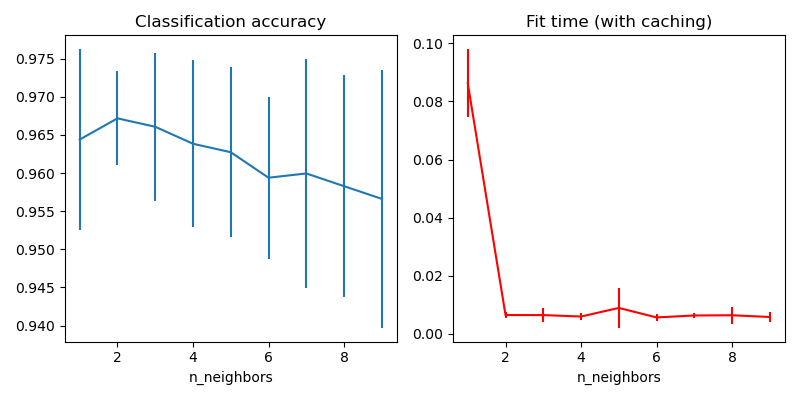 Classification accuracy
0.975
0.970
0.965
0.960
0.955
0.950
0.945
0.940
2 4 6 8
n_neighbors
Fit time (with caching)
0.10
0.08
0.06
0.04
0.02
0.00
2 4 6 8
n_neighbors